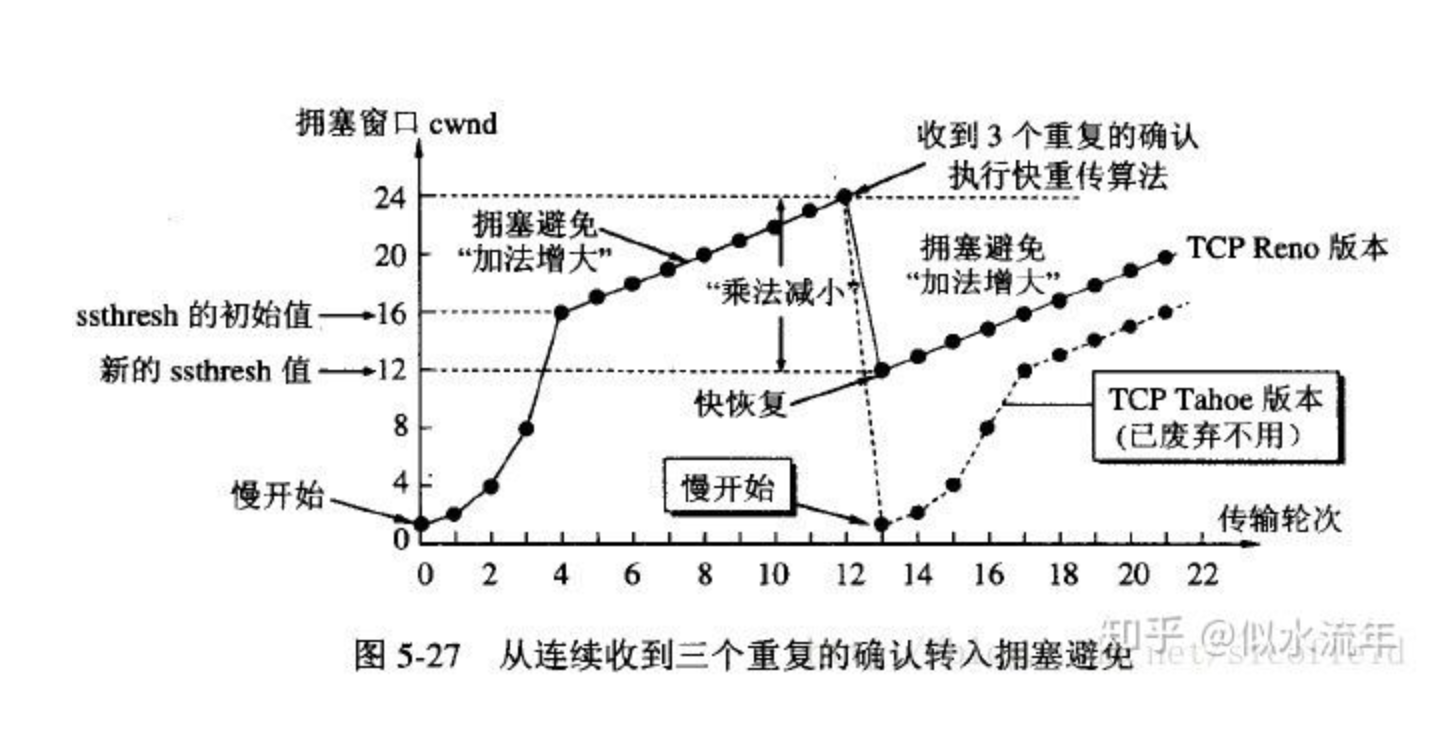 拥塞窗口 cwnd
收到 3 个重复的确认
执行快重传算法
24
拥塞避免
“加法增大”
拥塞避免
“加法增大”
TCP Reno 版本
20
“乘法减小”
ssthresh 的初始值
16
新的 ssthresh 值
12
快恢复
TCP Tahoe 版本
(已废弃不用)
8
慢开始
4
慢开始
传输轮次
0
0 2 4 6 8 10 12 14 16 18 20 22
图 5-27 从连续收到三个重复的确认转入拥塞避免
知乎 @似水流年